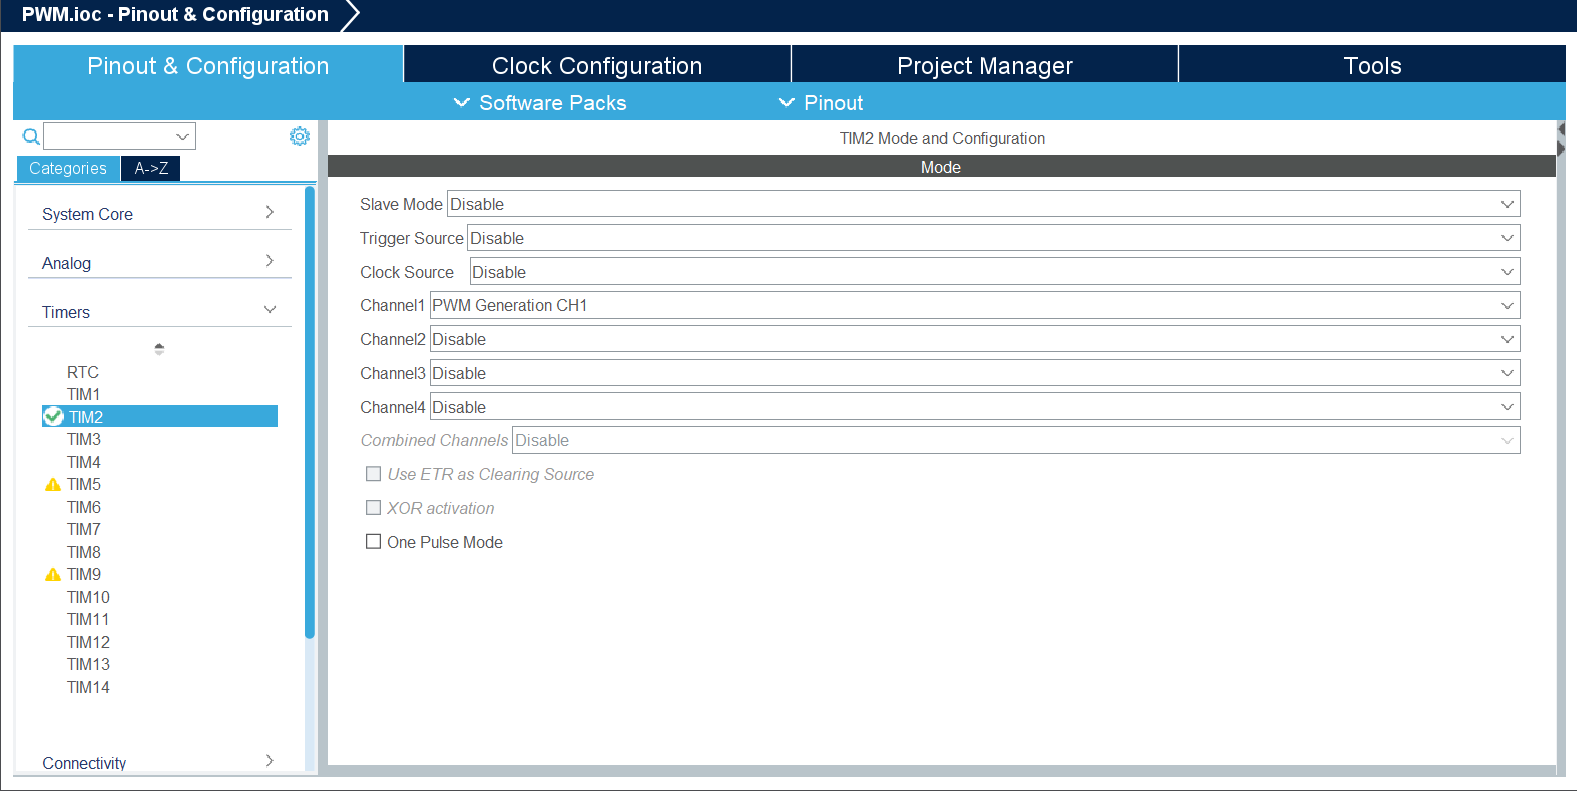 PWM.ioc - Pinout & Configuration
Pinout & Configuration
Clock Configuration
Project Manager
Tools
Software Packs
Pinout
Categories
A->Z
System Core
Analog
Timers
RTC
TIM1
TIM2
TIM3
TIM4
TIM5
TIM6
TIM7
TIM8
TIM9
TIM10
TIM11
TIM12
TIM13
TIM14
Connectivity
TIM2 Mode and Configuration
Mode
Slave Mode Disable
Trigger Source Disable
Clock Source Disable
Channel1 PWM Generation CH1
Channel2 Disable
Channel3 Disable
Channel4 Disable
Combined Channels Disable
Use ETR as Clearing Source
XOR activation
One Pulse Mode